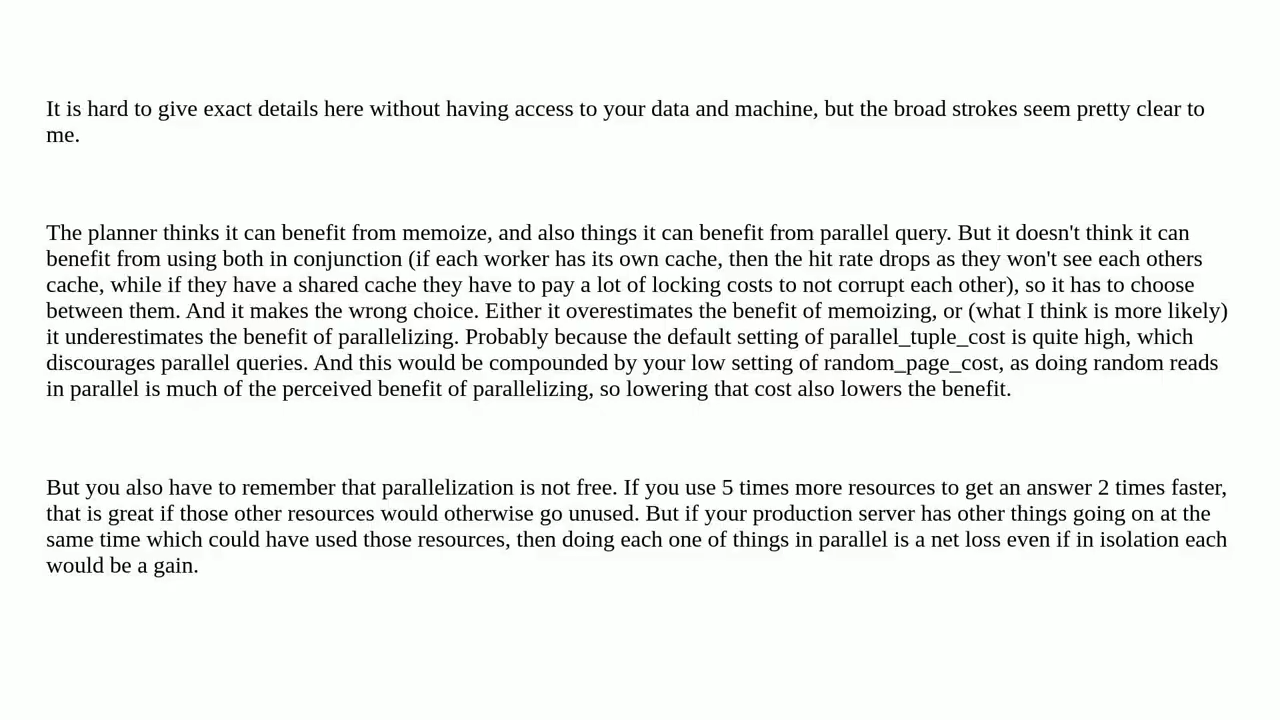 It is hard to give exact details here without having access to your data and machine, but the broad strokes seem pretty clear to
me.
The planner thinks it can benefit from memoize, and also things it can benefit from parallel query. But it doesn't think it can
benefit from using both in conjunction (if each worker has its own cache, then the hit rate drops as they won't see each others
cache, while if they have a shared cache they have to pay a lot of locking costs to not corrupt each other), so it has to choose
between them. And it makes the wrong choice. Either it overestimates the benefit of memoizing, or (what I think is more likely)
it underestimates the benefit of parallelizing. Probably because the default setting of parallel_tuple_cost is quite high, which
discourages parallel queries. And this would be compounded by your low setting of random_page_cost, as doing random reads
in parallel is much of the perceived benefit of parallelizing, so lowering that cost also lowers the benefit.
But you also have to remember that parallelization is not free. If you use 5 times more resources to get an answer 2 times faster,
that is great if those other resources would otherwise go unused. But if your production server has other things going on at the
same time which could have used those resources, then doing each one of things in parallel is a net loss even if in isolation each
would be a gain.